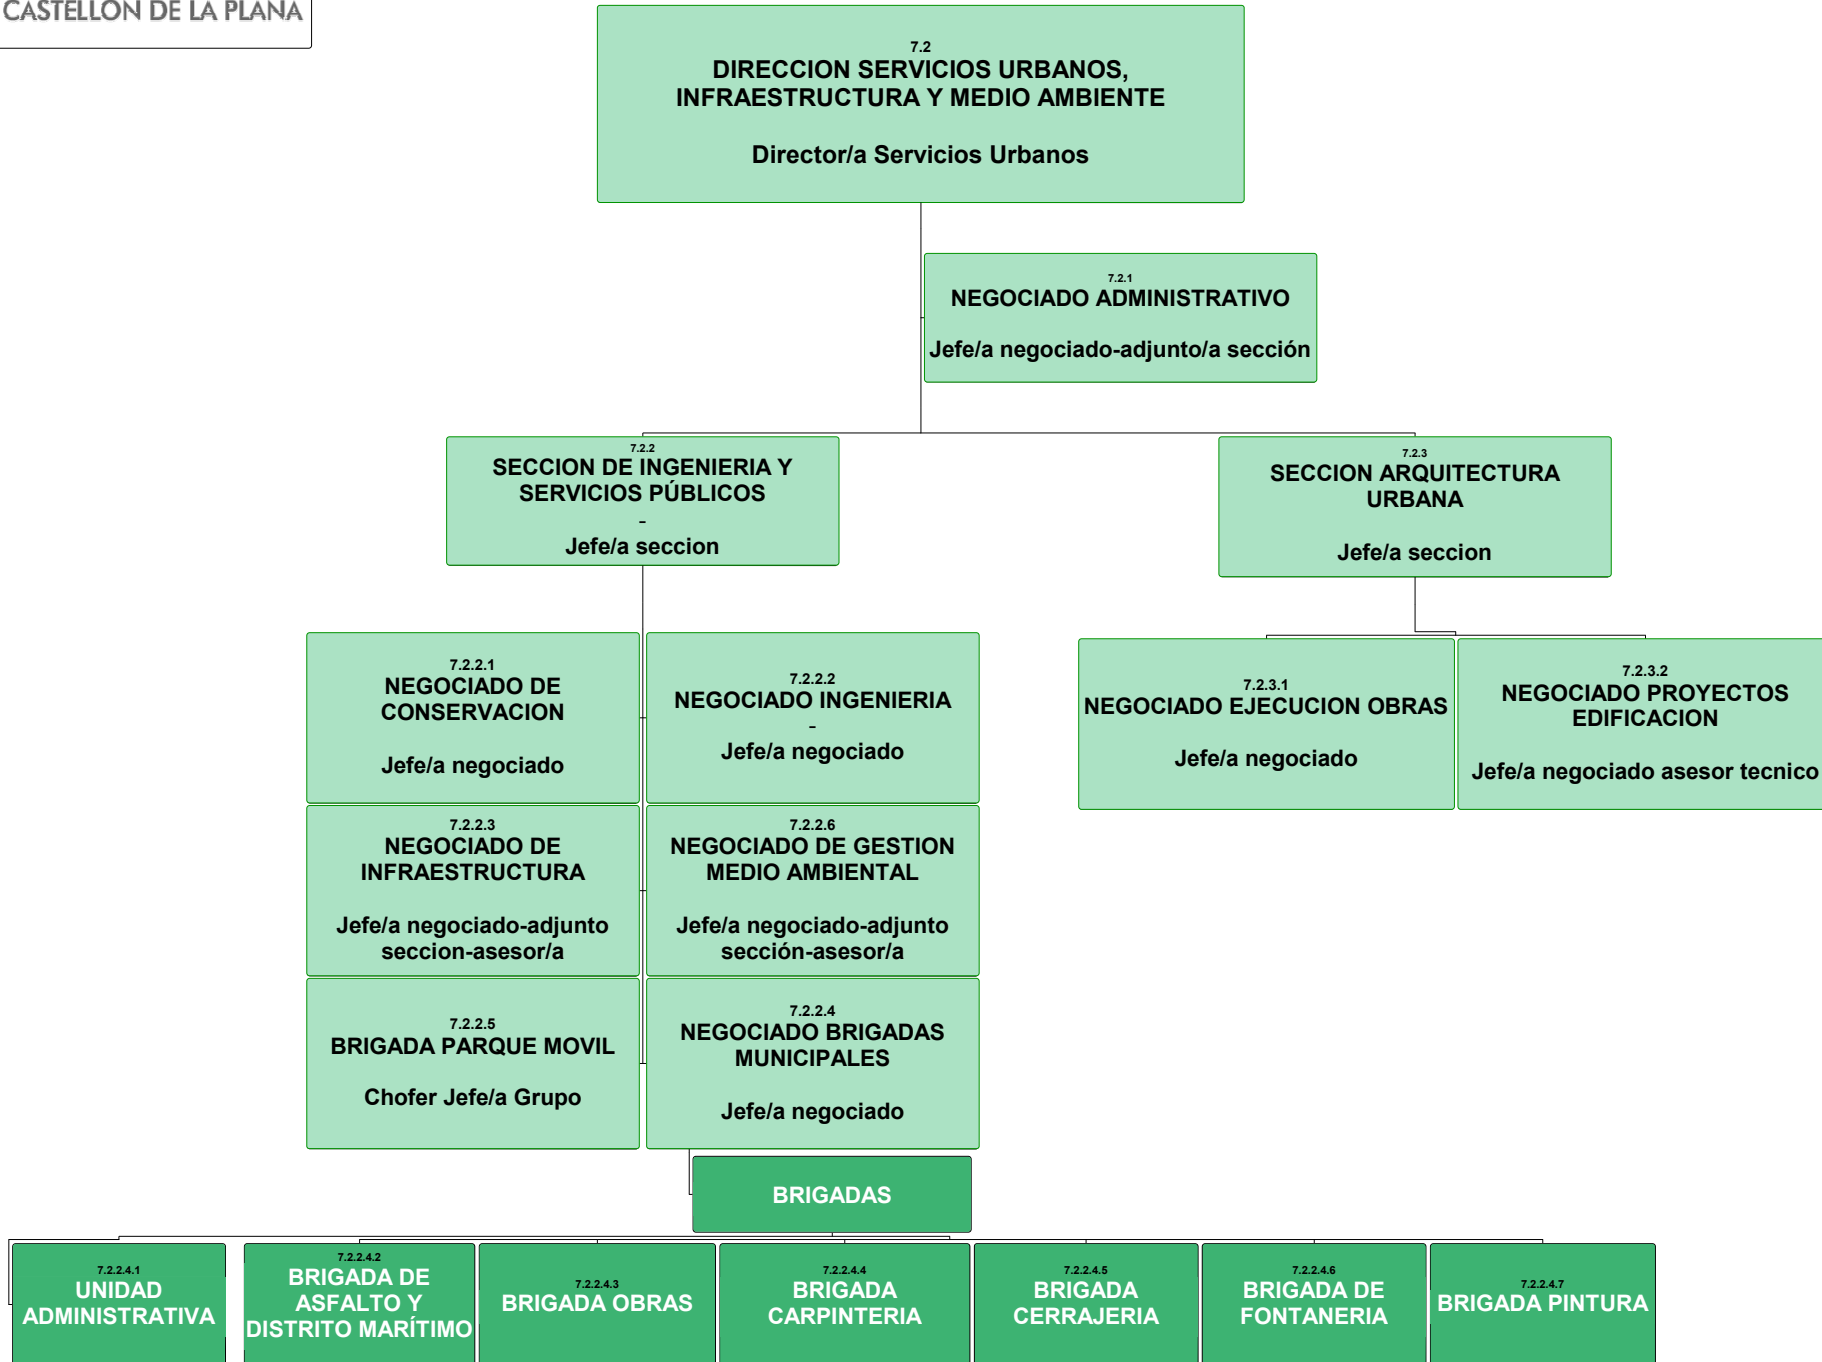 CASTELLÓN DE LA PLANA
7.2
DIRECCION SERVICIOS URBANOS,
INFRAESTRUCTURA Y MEDIO AMBIENTE
Director/a Servicios Urbanos
7.2.1
NEGOCIADO ADMINISTRATIVO
Jefe/a negociado-adjunto/a sección
7.2.2
SECCION DE INGENIERIA Y
SERVICIOS PÚBLICOS
-
Jefe/a seccion
7.2.3
SECCION ARQUITECTURA
URBANA
Jefe/a seccion
7.2.2.1
NEGOCIADO DE
CONSERVACION
Jefe/a negociado
7.2.2.2
NEGOCIADO INGENIERIA
-
Jefe/a negociado
7.2.3.1
NEGOCIADO EJECUCION OBRAS
Jefe/a negociado
7.2.3.2
NEGOCIADO PROYECTOS
EDIFICACION
Jefe/a negociado asesor tecnico
7.2.2.3
NEGOCIADO DE
INFRAESTRUCTURA
Jefe/a negociado-adjunto
seccion-asesor/a
7.2.2.6
NEGOCIADO DE GESTION
MEDIO AMBIENTAL
Jefe/a negociado-adjunto
sección-asesor/a
7.2.2.5
BRIGADA PARQUE MOVIL
Chofer Jefe/a Grupo
7.2.2.4
NEGOCIADO BRIGADAS
MUNICIPALES
Jefe/a negociado
BRIGADAS
7.2.2.4.1
UNIDAD
ADMINISTRATIVA
7.2.2.4.2
BRIGADA DE
ASFALTO Y
DISTRITO MARÍTIMO
7.2.2.4.3
BRIGADA OBRAS
7.2.2.4.4
BRIGADA
CARPINTERIA
7.2.2.4.5
BRIGADA
CERRAJERIA
7.2.2.4.6
BRIGADA DE
FONTANERIA
7.2.2.4.7
BRIGADA PINTURA